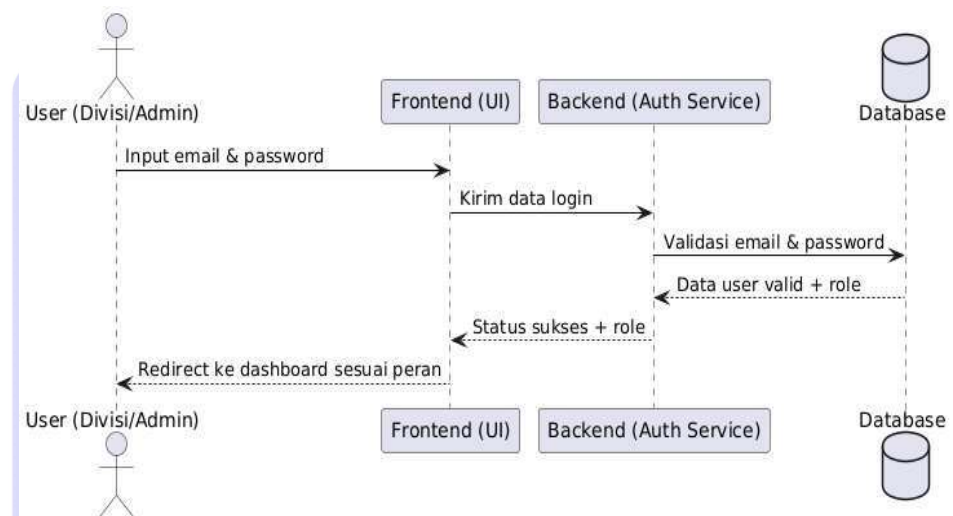 User (Divisi/Admin)
Frontend (UI)
Backend (Auth Service)
Database
Input email & password
Kirim data login
Validasi email & password
Data user valid + role
Status sukses + role
Redirect ke dashboard sesuai peran
User (Divisi/Admin)
Frontend (UI)
Backend (Auth Service)
Database